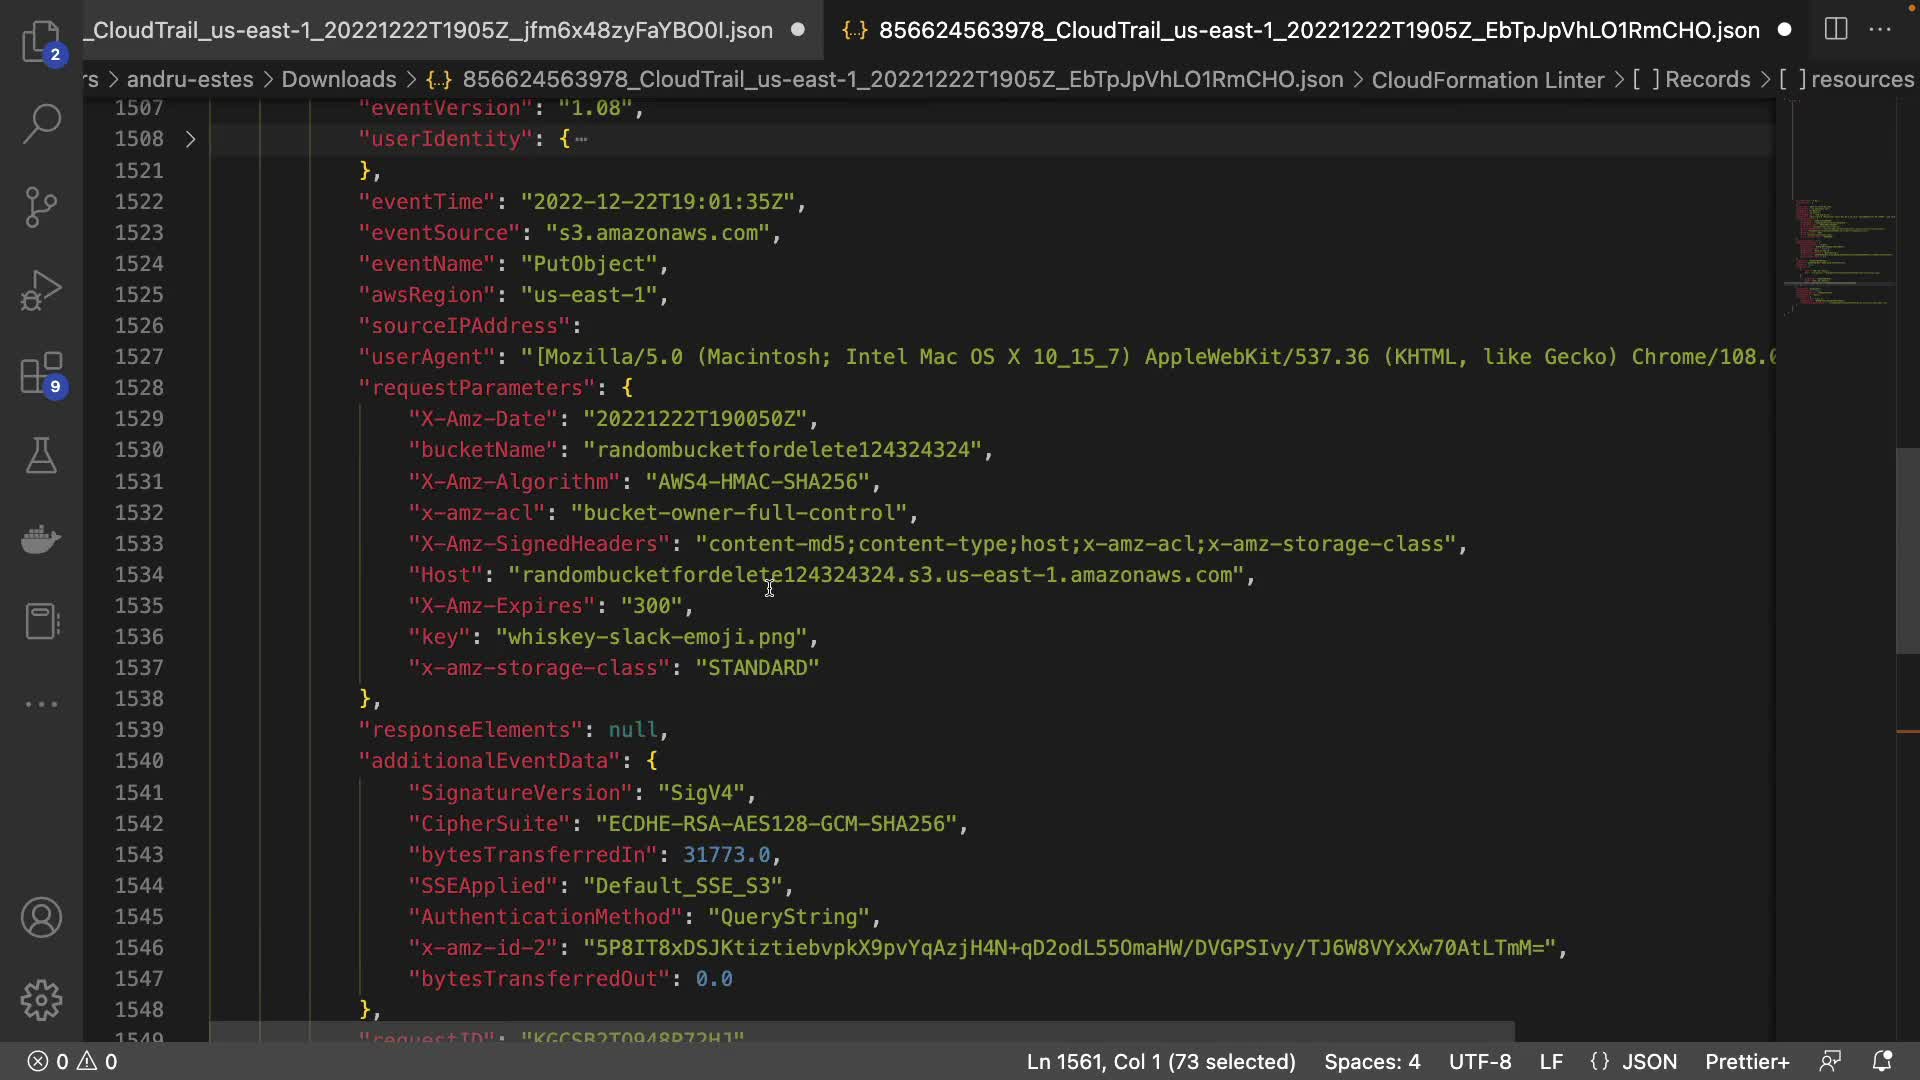 _CloudTrail_us-east-1_20221222T1905Z_jfm6x48zyFaYBO0I.json
{..} 856624563978_CloudTrail_us-east-1_20221222T1905Z_EbTpJpVhLO1RmCHO.json
rs > andru-estes > Downloads > {..} 856624563978_CloudTrail_us-east-1_20221222T1905Z_EbTpJpVhLO1RmCHO.json > CloudFormation Linter > [ ] Records > [ ] resources
2
9
1507 "eventVersion": "1.08",
1508 > "userIdentity": {⋯
1521 },
1522 "eventTime": "2022-12-22T19:01:35Z",
1523 "eventSource": "s3.amazonaws.com",
1524 "eventName": "PutObject",
1525 "awsRegion": "us-east-1",
1526 "sourceIPAddress":
1527 "userAgent": "[Mozilla/5.0 (Macintosh; Intel Mac OS X 10_15_7) AppleWebKit/537.36 (KHTML, like Gecko) Chrome/108.0
1528 "requestParameters": {
1529 "X-Amz-Date": "20221222T190050Z",
1530 "bucketName": "randombucketfordelete124324324",
1531 "X-Amz-Algorithm": "AWS4-HMAC-SHA256",
1532 "x-amz-acl": "bucket-owner-full-control",
1533 "X-Amz-SignedHeaders": "content-md5;content-type;host;x-amz-acl;x-amz-storage-class",
1534 "Host": "randombucketfordelete124324324.s3.us-east-1.amazonaws.com",
1535 "X-Amz-Expires": "300",
1536 "key": "whiskey-slack-emoji.png",
1537 "x-amz-storage-class": "STANDARD"
1538 },
1539 "responseElements": null,
1540 "additionalEventData": {
1541 "SignatureVersion": "SigV4",
1542 "CipherSuite": "ECDHE-RSA-AES128-GCM-SHA256",
1543 "bytesTransferredIn": 31773.0,
1544 "SSEApplied": "Default_SSE_S3",
1545 "AuthenticationMethod": "QueryString",
1546 "x-amz-id-2": "5P8IT8xDSJKtiztiebvpkX9pvYqAzjH4N+qD2odL55OmaHW/DVGPSIvy/TJ6W8VYxXw70AtLTmM=",
1547 "bytesTransferredOut": 0.0
1548 },
1549 "requestID":
0 0 Ln 1561, Col 1 (73 selected) Spaces: 4 UTF-8 LF {} JSON Prettier+